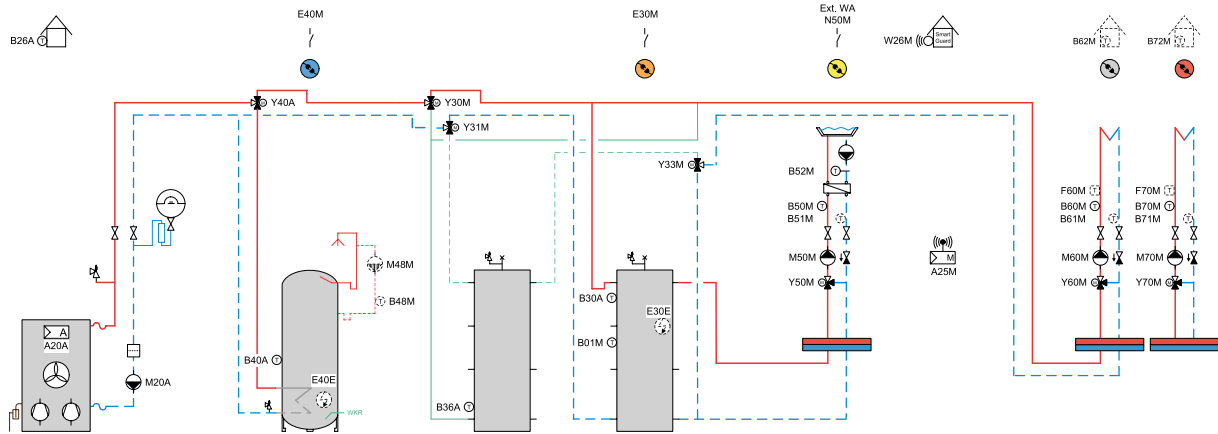 E40M
E30M
Ext. WA
N50M
B26A T
W26M
Smart
Guard
B62M T
B72M T
M Y40A
M Y30M
M Y31M
Y33M M
B52M T
F60M T
F70M T
B50M T
B60M T
B70M T
B51M T
B61M T
B71M T
M48M
M50M
M60M
M70M
M
A25M
B48M T
B30A T
E30E
Y50M M
Y60M M
Y70M M
A
A20A
B01M T
B40A T
E40E
M20A
B36A T
WKR